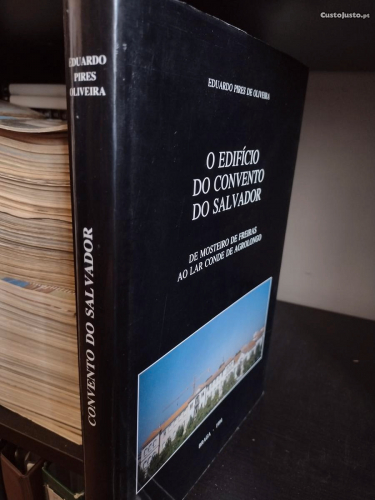 CustoJusto.pt
EDUARDO
PIRES
OLIVEIRA
CONVENTO DO SALVADOR
EDUARDO PIRES DE OLIVEIRA
O EDIFÍCIO
DO CONVENTO
DO SALVADOR
DE MOSTEIRO DE FREIRAS
AO LAR CONDE DE AGROLONGO
BRAGA